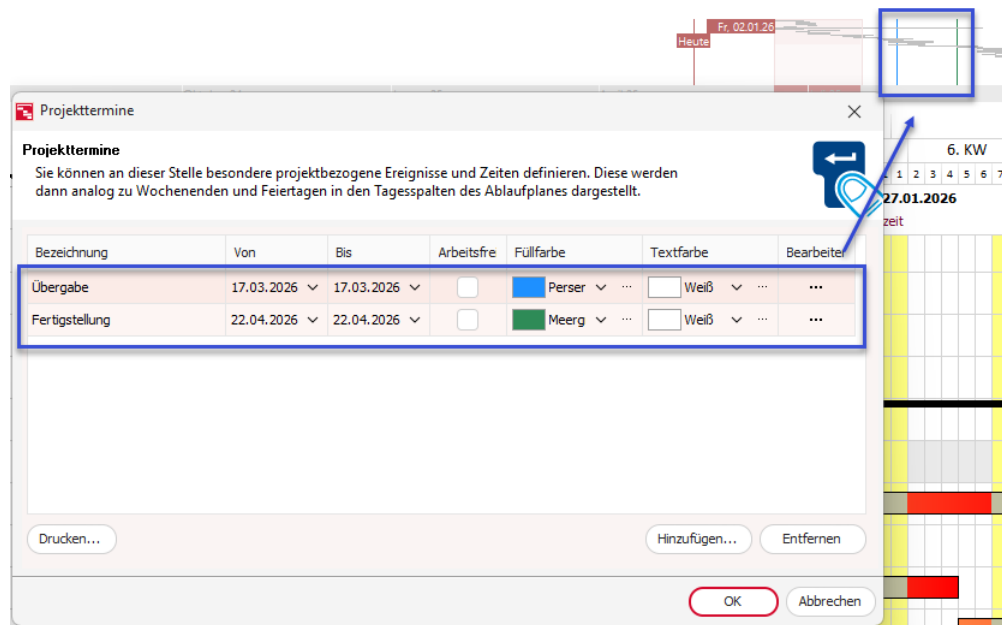 Fr, 02.01.26
Heute
Projekttermine
Projekttermine
Sie können an dieser Stelle besondere projektbezogene Ereignisse und Zeiten definieren. Diese werden
dann analog zu Wochenenden und Feiertagen in den Tagesspalten des Ablaufplanes dargestellt.
6. KW
1 2 3 4 5 6 7
27.01.2026
zeit
Bezeichnung Von Bis Arbeitsfre Füllfarbe Textfarbe Bearbeiter
Übergabe 17.03.2026 17.03.2026 Perser ... Weiß ... ...
Fertigstellung 22.04.2026 22.04.2026 Meerg ... Weiß ... ...
Drucken... Hinzufügen... Entfernen
OK Abbrechen